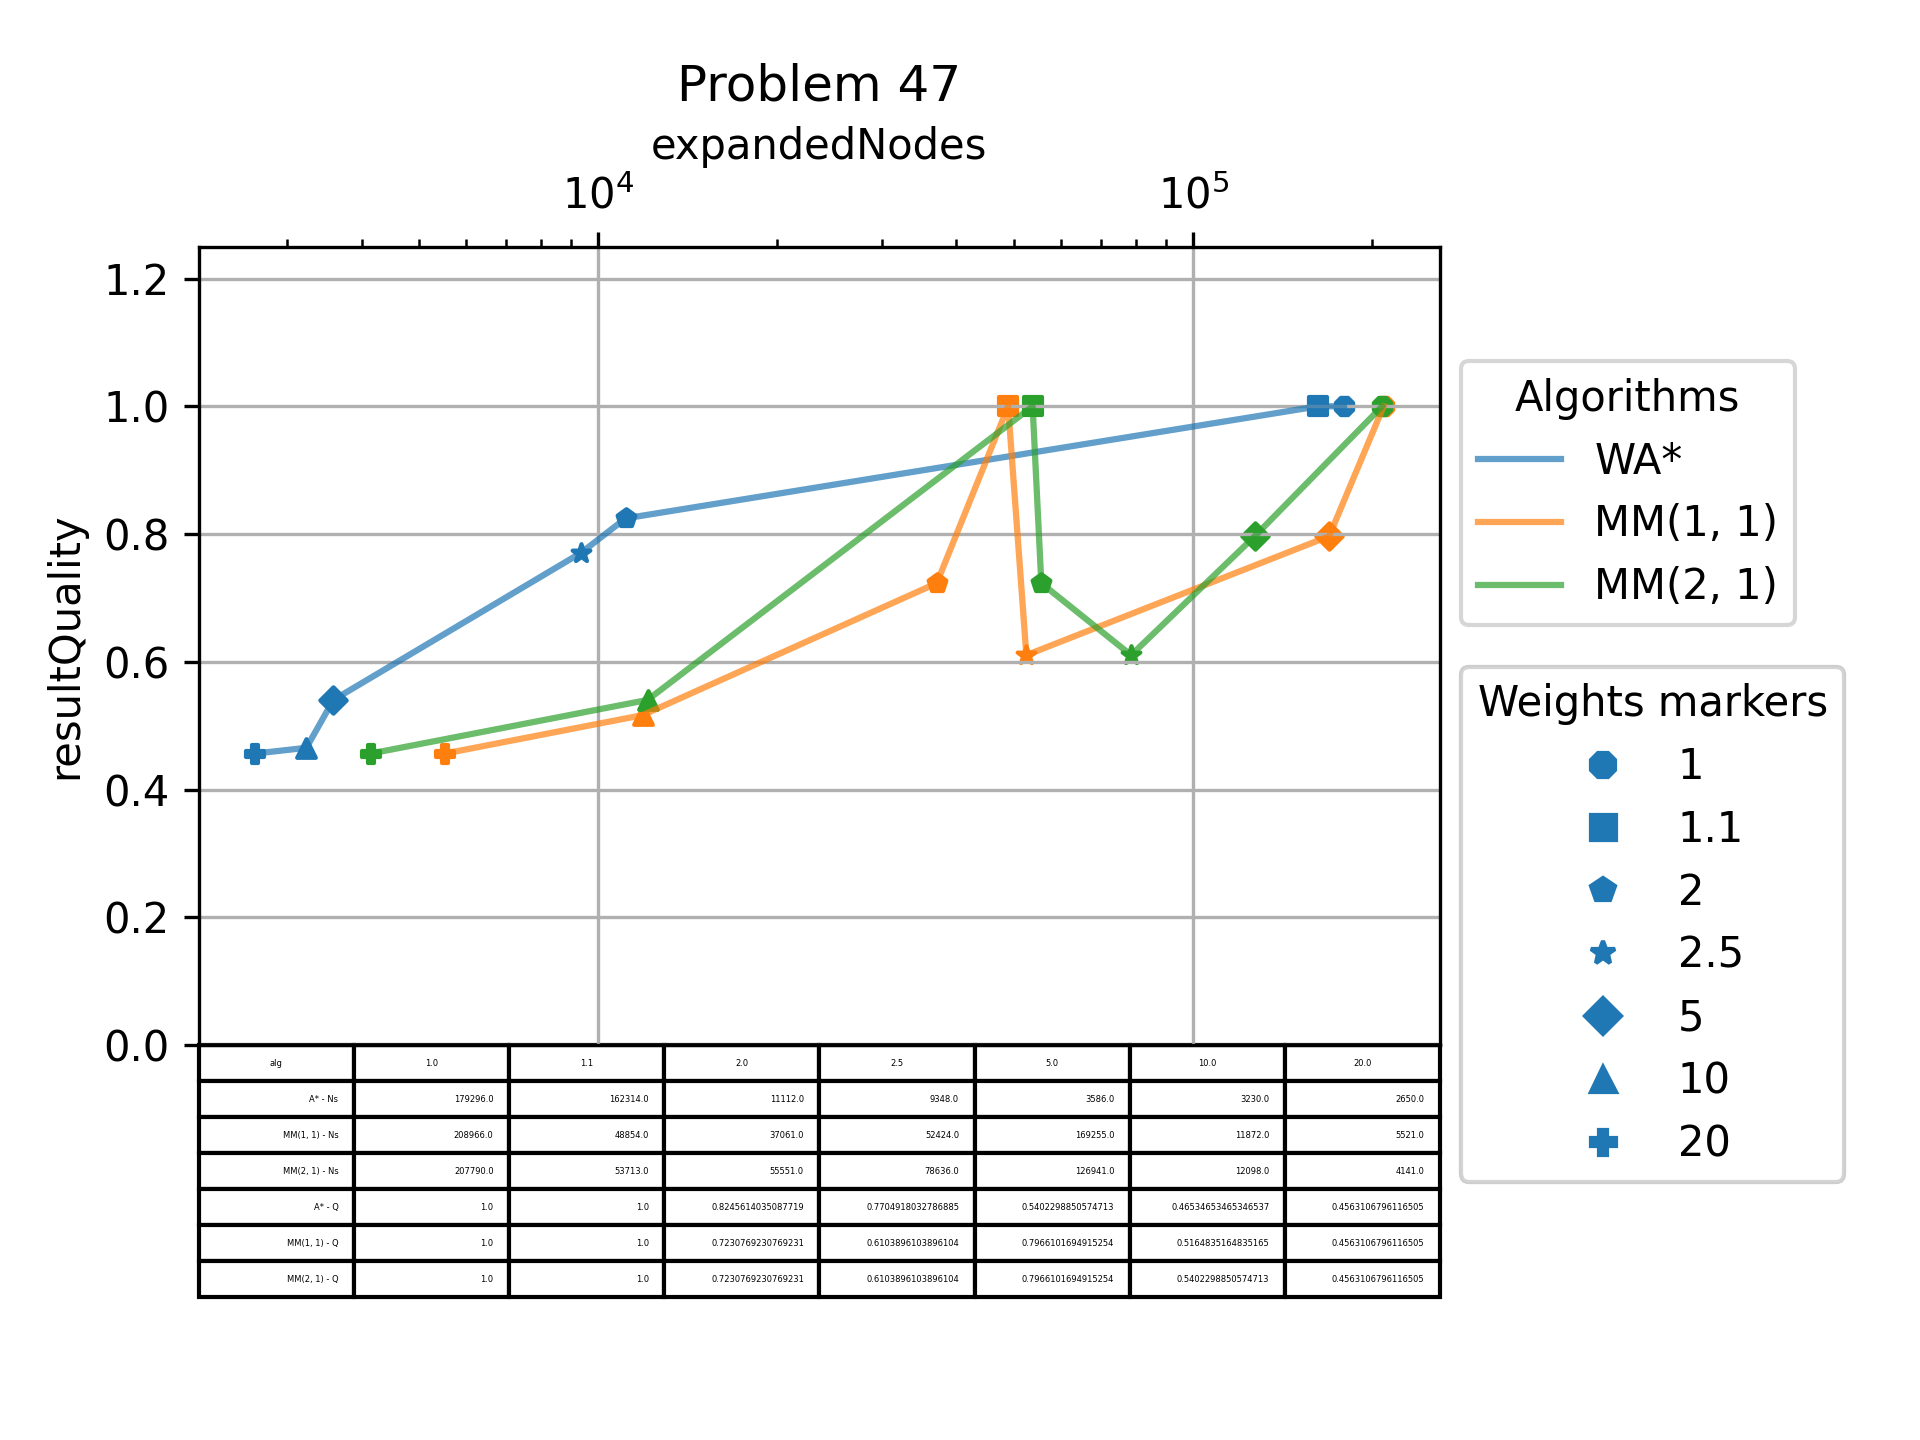 Problem 47
expandedNodes
10⁴ 10⁵
resultQuality
1.2
1.0
0.8
0.6
0.4
0.2
0.0
Algorithms
WA*
MM(1, 1)
MM(2, 1)
Weights markers
1
1.1
2
2.5
5
10
20
alg 1.0 1.1 2.0 2.5 5.0 10.0 20.0
A* - Ns 179296.0 162314.0 11112.0 9348.0 3586.0 3230.0 2650.0
MM(1, 1) - Ns 208966.0 48854.0 37061.0 52424.0 169255.0 11872.0 5521.0
MM(2, 1) - Ns 207790.0 53713.0 55551.0 78636.0 126941.0 12098.0 4141.0
A* - Q 1.0 1.0 0.8245614035087719 0.7704918032786885 0.5402298850574713 0.46534653465346537 0.4563106796116505
MM(1, 1) - Q 1.0 1.0 0.7230769230769231 0.6103896103896104 0.7966101694915254 0.5164835164835165 0.4563106796116505
MM(2, 1) - Q 1.0 1.0 0.7230769230769231 0.6103896103896104 0.7966101694915254 0.5402298850574713 0.4563106796116505